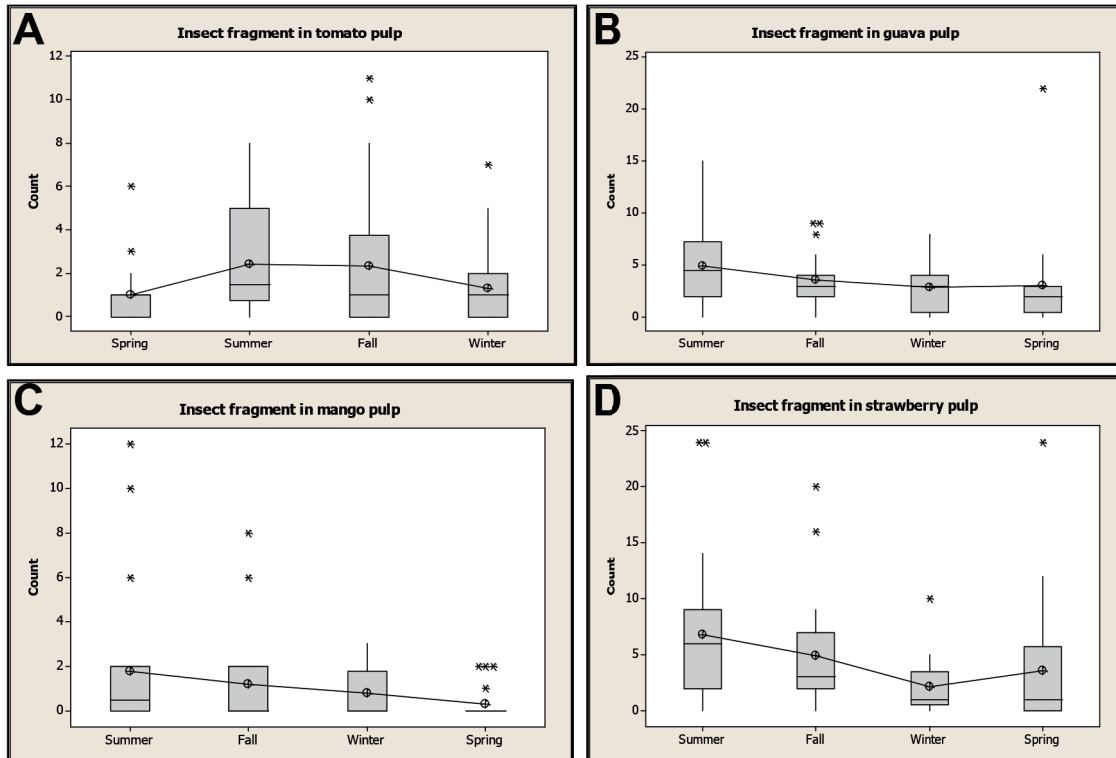 A
Insect fragment in tomato pulp
12
10
8
6
4
2
0
Count
Spring Summer Fall Winter
B
Insect fragment in guava pulp
25
20
15
10
5
0
Count
Summer Fall Winter Spring
C
Insect fragment in mango pulp
12
10
8
6
4
2
0
Count
Summer Fall Winter Spring
D
Insect fragment in strawberry pulp
25
20
15
10
5
0
Count
Summer Fall Winter Spring